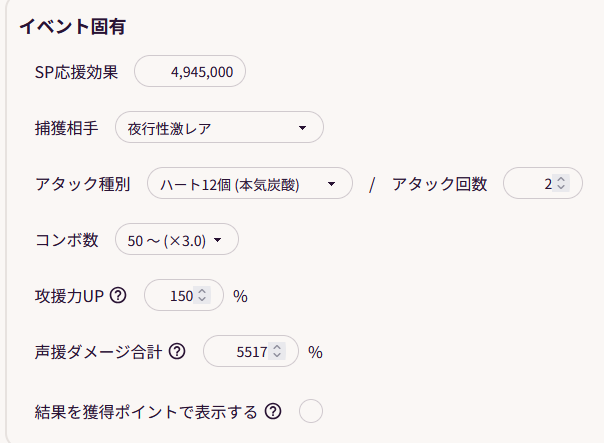 イベント固有
SP応援効果 4,945,000
捕獲相手 夜行性激レア
アタック種別 ハート12個 (本気炭酸) / アタック回数 2
コンボ数 50 〜 (×3.0)
攻援力UP ? 150 %
声援ダメージ合計 ? 5517 %
結果を獲得ポイントで表示する ?